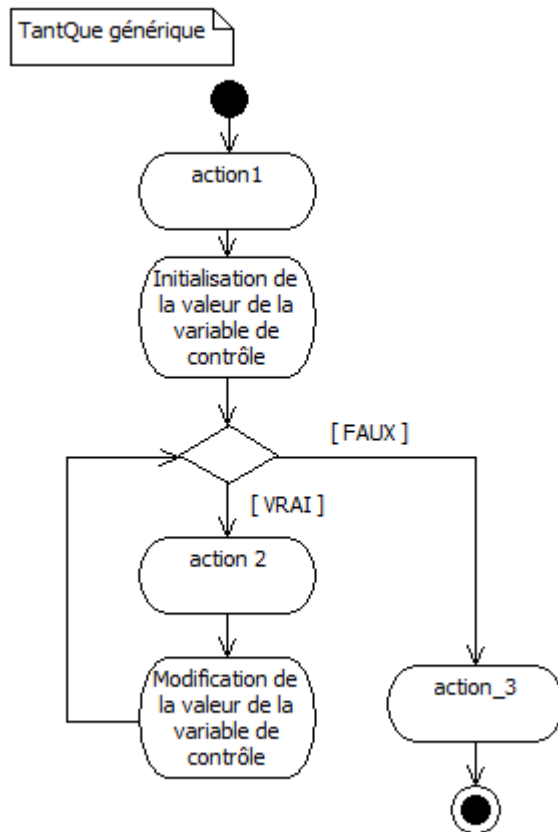 TantQue générique
action1
Initialisation de
la valeur de la
variable de
contrôle
[ FAUX ]
[ VRAI ]
action 2
Modification de
la valeur de la
variable de
contrôle
action_3